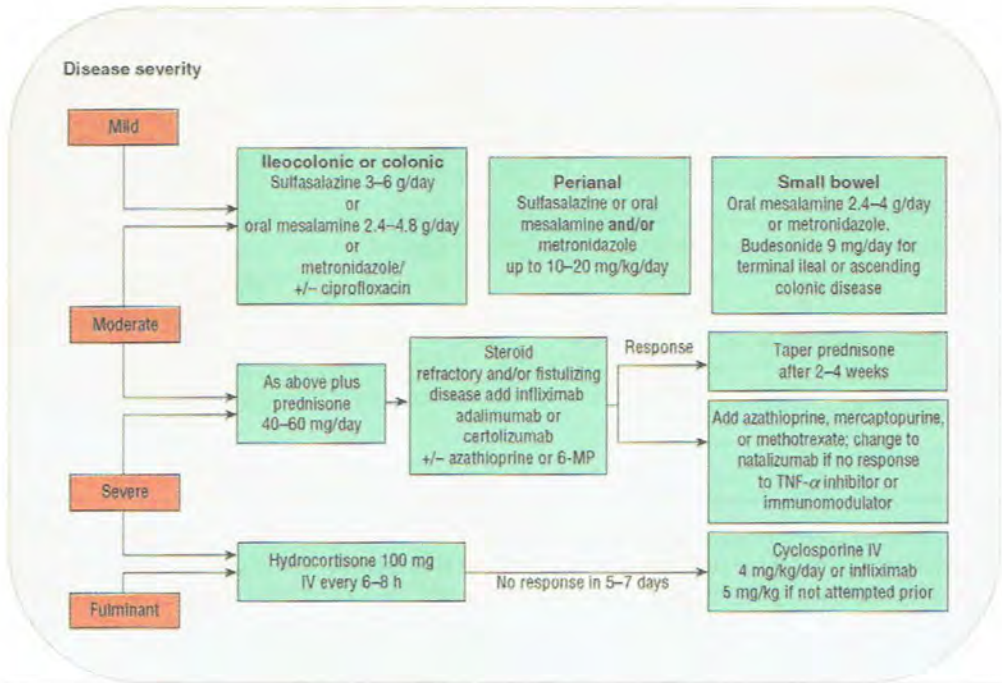 Disease severity
Mild
Ileocolonic or colonic
Sulfasalazine 3–6 g/day
or
oral mesalamine 2.4–4.8 g/day
or
metronidazole/
+/– ciprofloxacin
Perianal
Sulfasalazine or oral
mesalamine and/or
metronidazole
up to 10–20 mg/kg/day
Small bowel
Oral mesalamine 2.4–4 g/day
or metronidazole.
Budesonide 9 mg/day for
terminal ileal or ascending
colonic disease
Moderate
As above plus
prednisone
40–60 mg/day
Steroid
refractory and/or fistulizing
disease add infliximab
adalimumab or
certolizumab
+/– azathioprine or 6-MP
Response
Taper prednisone
after 2–4 weeks
Add azathioprine, mercaptopurine,
or methotrexate; change to
natalizumab if no response
to TNF-α inhibitor or
immunomodulator
Severe
Hydrocortisone 100 mg
IV every 6–8 h
No response in 5–7 days
Cyclosporine IV
4 mg/kg/day or infliximab
5 mg/kg if not attempted prior
Fulminant